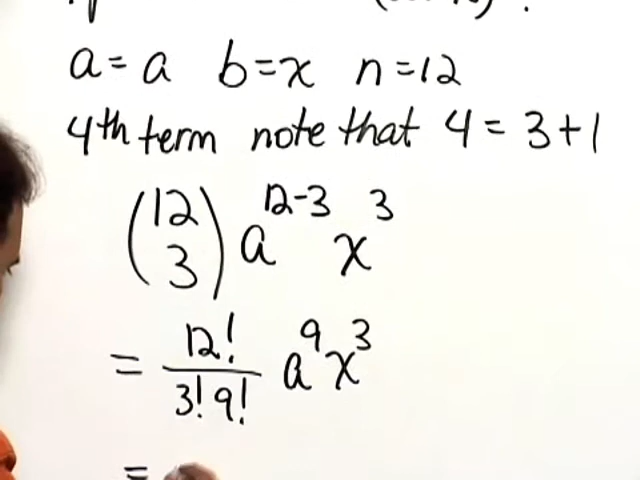 a = a b = x n = 12
4th term note that 4 = 3 + 1
(12 3) a^12-3 x^3
= 12! / 3! 9! a^9 x^3
=